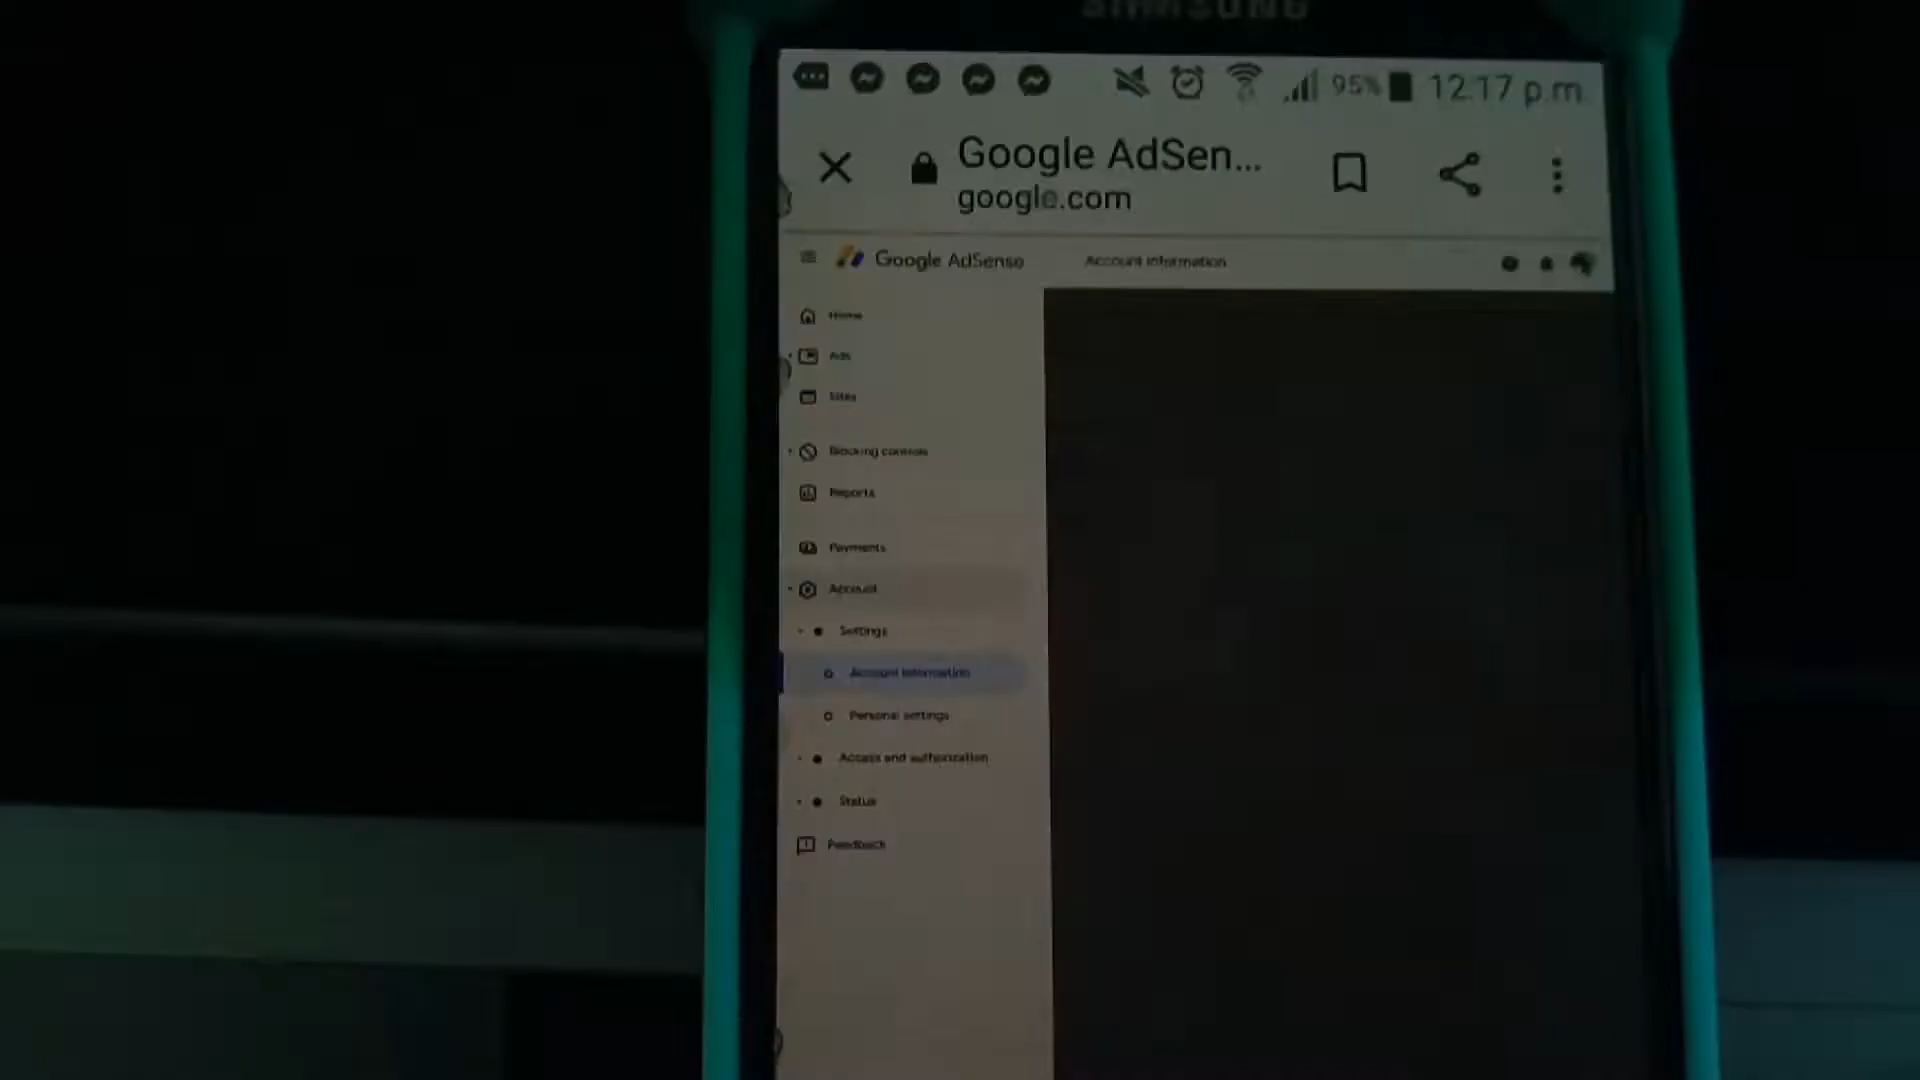 SAMSUNG
95% 12:17 p.m.
Google AdSen...
google.com
Google AdSense
Account information
Home
Ads
Sites
Blocking controls
Reports
Payments
Account
Settings
Account information
Personal settings
Access and authorization
Status
Feedback